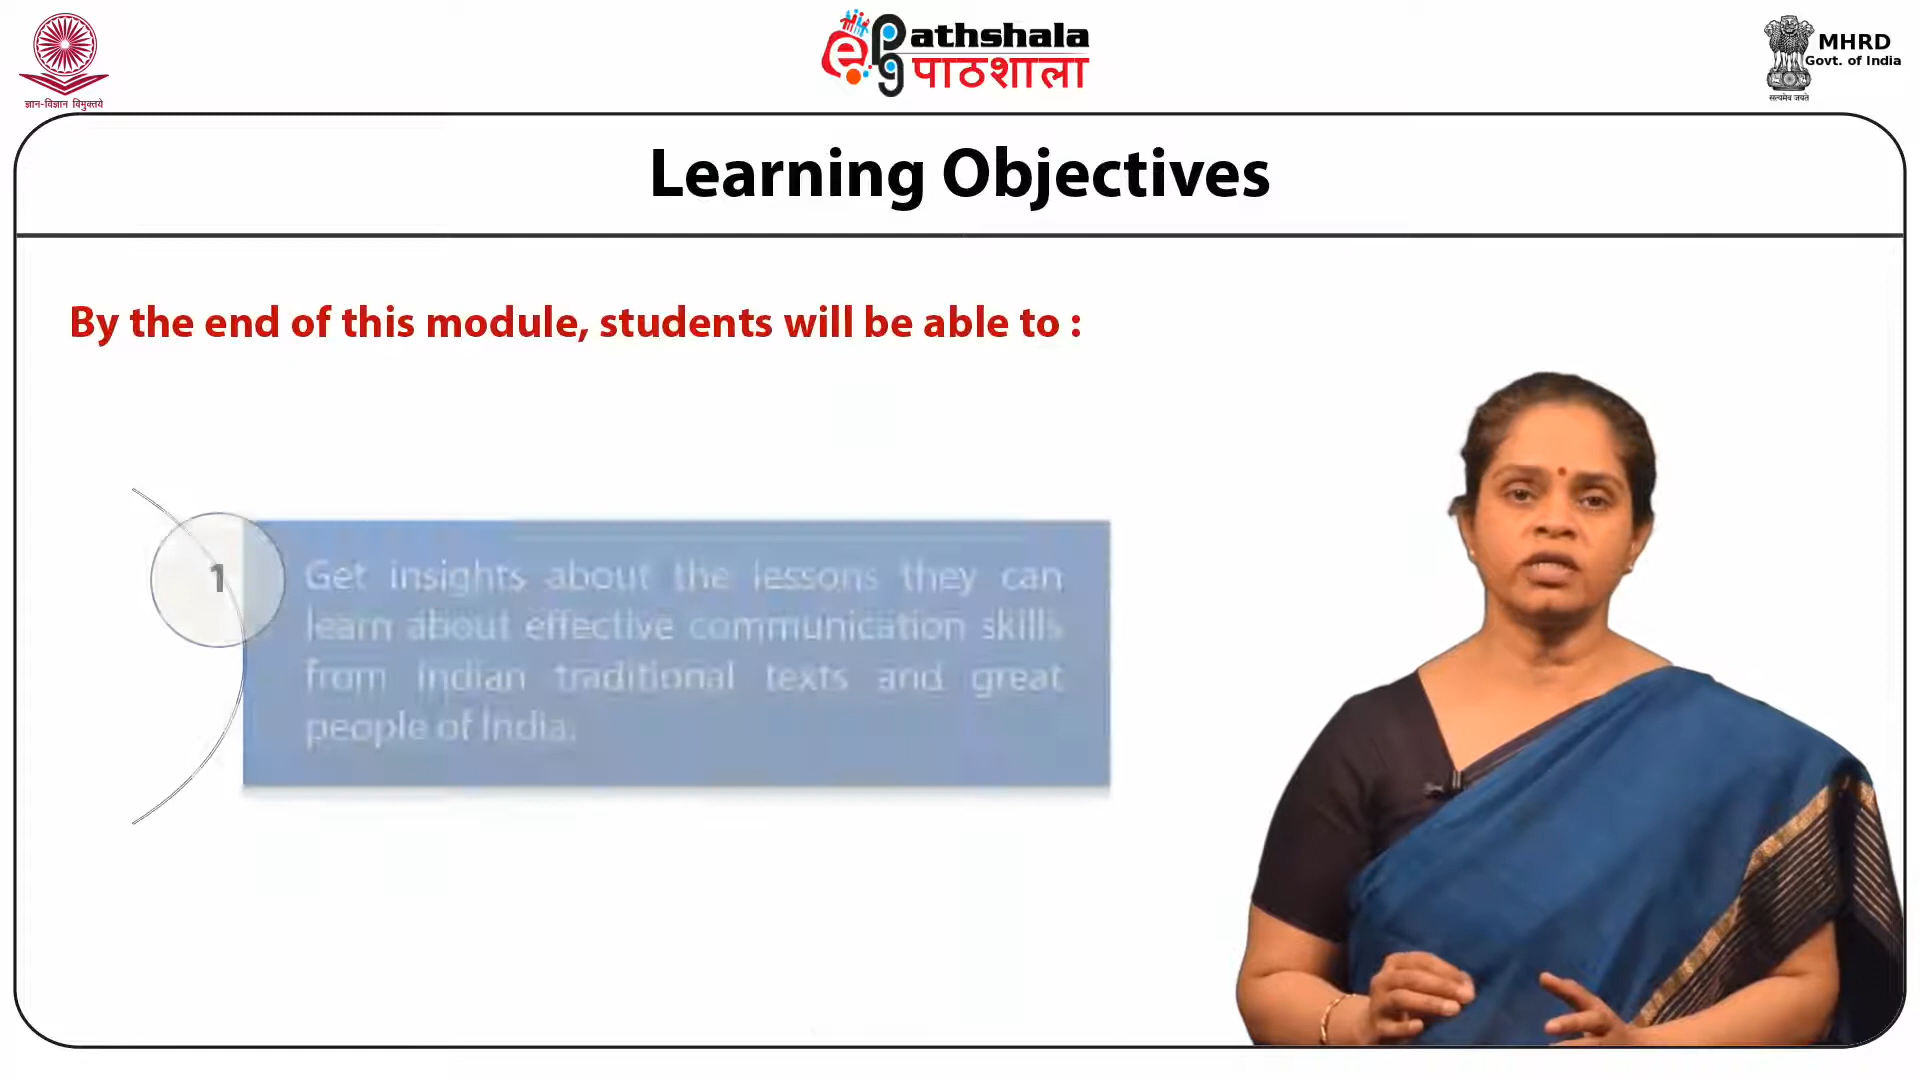 ज्ञान-विज्ञान विमुक्तये
ePG athshala
पाठशाला
MHRD
Govt. of India
सत्यमेव जयते
Learning Objectives
By the end of this module, students will be able to :
1
Get insights about the lessons they can
learn about effective communication skills
from Indian traditional texts and great
people of India.